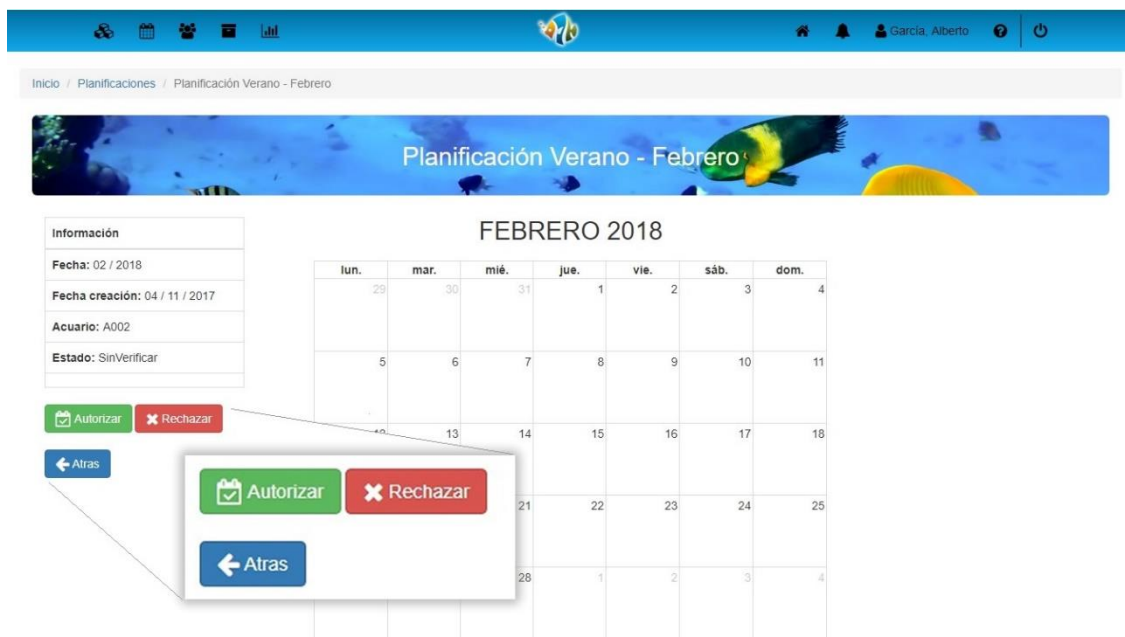 García, Alberto
Inicio / Planificaciones / Planificación Verano - Febrero
Planificación Verano - Febrero
Información
Fecha: 02 / 2018
Fecha creación: 04 / 11 / 2017
Acuario: A002
Estado: SinVerificar
Autorizar Rechazar
Atras
FEBRERO 2018
lun. mar. mié. jue. vie. sáb. dom.
29 30 31 1 2 3 4
5 6 7 8 9 10 11
13 14 15 16 17 18
21 22 23 24 25
28 1 2 3 4
Autorizar Rechazar
Atras